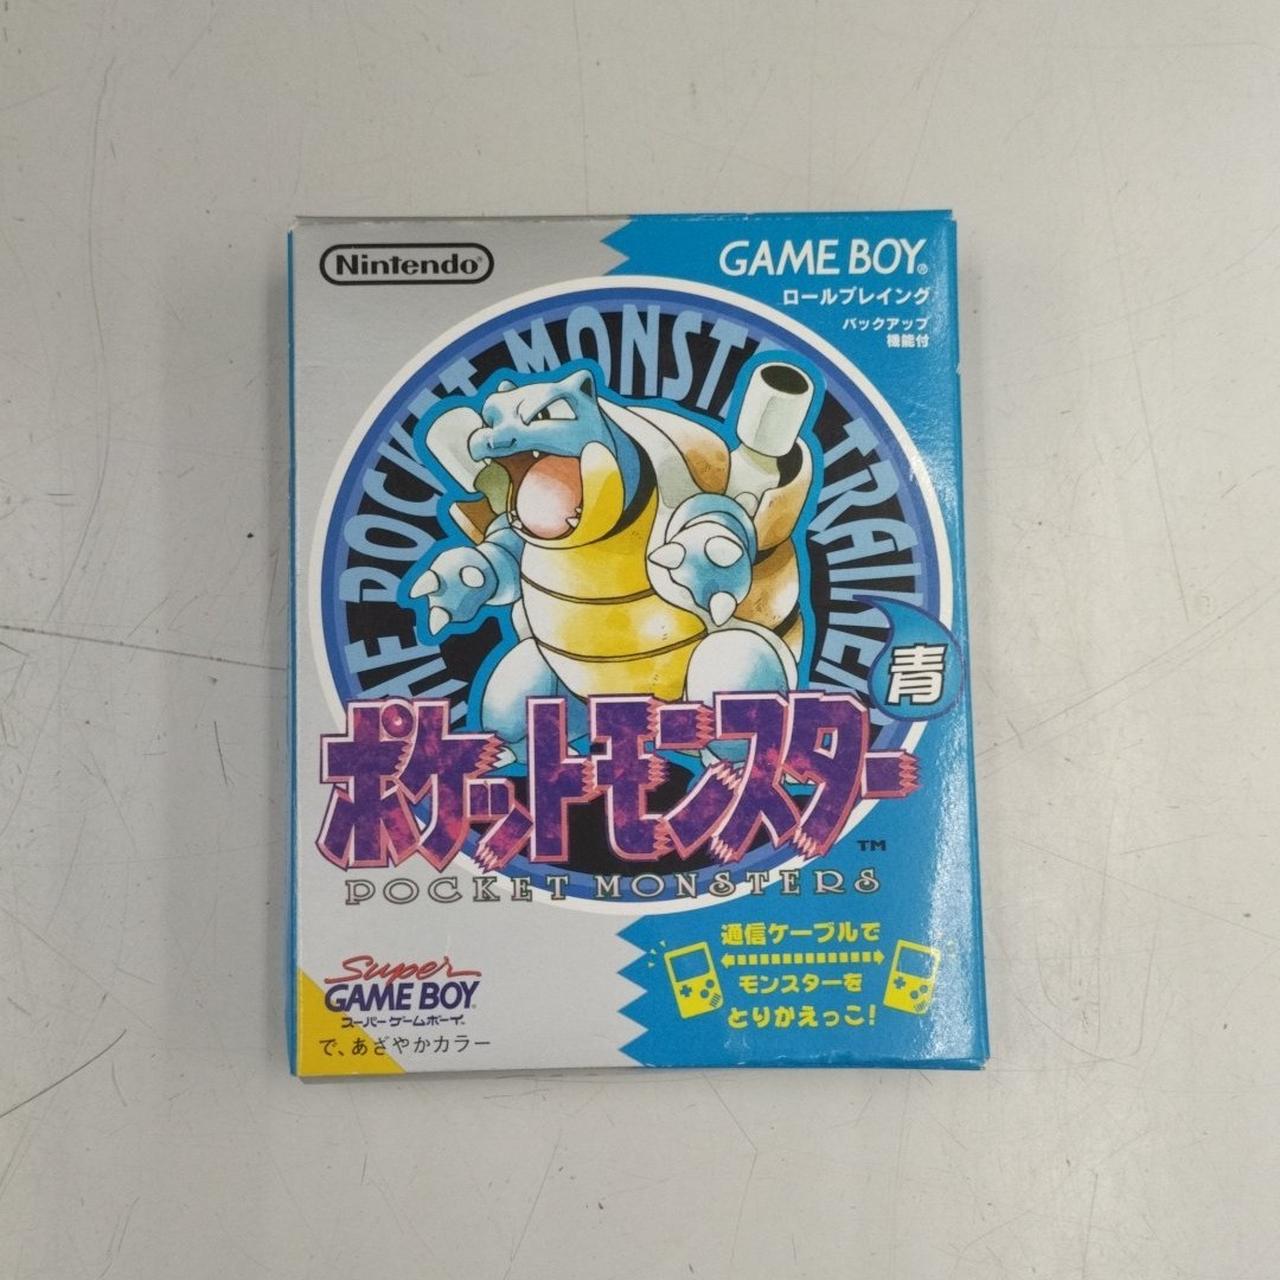 Nintendo®
GAME BOY®
ロールプレイング
バックアップ
機能付
THE POCKET MONSTER TRAINER
青
ポケットモンスター
TM
POCKET MONSTERS
通信ケーブルで
モンスターを
とりかえっこ!
Super
GAME BOY
スーパーゲームボーイ
で、あざやかカラー